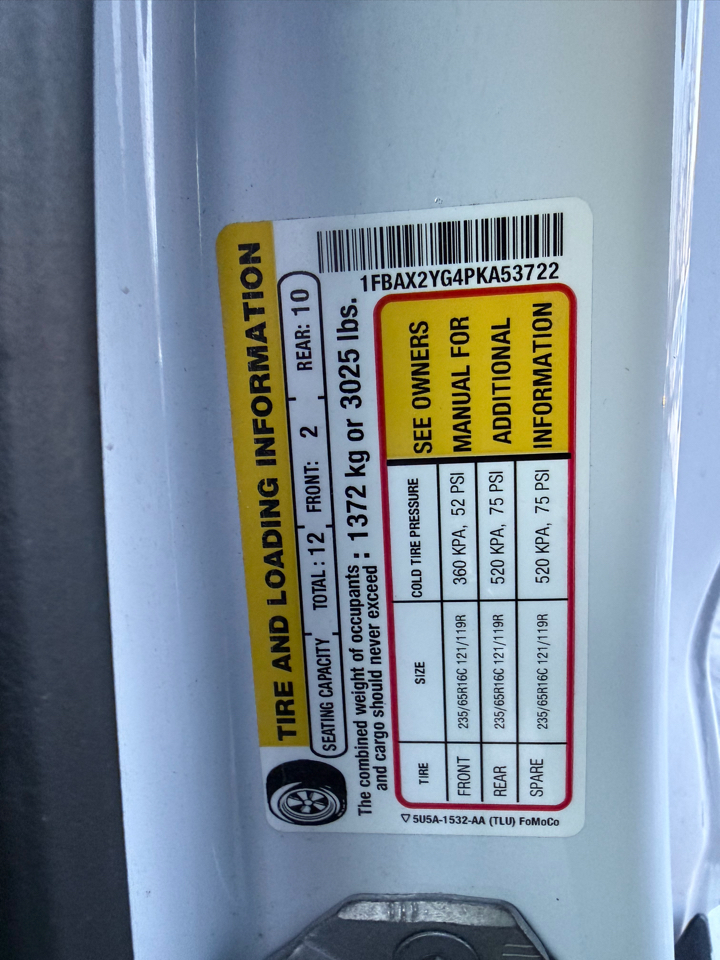 TIRE AND LOADING INFORMATION
SEATING CAPACITY TOTAL : 12 FRONT: 2 REAR: 10
The combined weight of occupants and cargo should never exceed : 1372 kg or 3025 lbs.
1FBAX2YG4PKA53722
TIRE SIZE COLD TIRE PRESSURE
FRONT 235/65R16C 121/119R 360 KPA, 52 PSI
REAR 235/65R16C 121/119R 520 KPA, 75 PSI
SPARE 235/65R16C 121/119R 520 KPA, 75 PSI
SEE OWNERS
MANUAL FOR
ADDITIONAL
INFORMATION
5U5A-1532-AA (TLU) FoMoCo